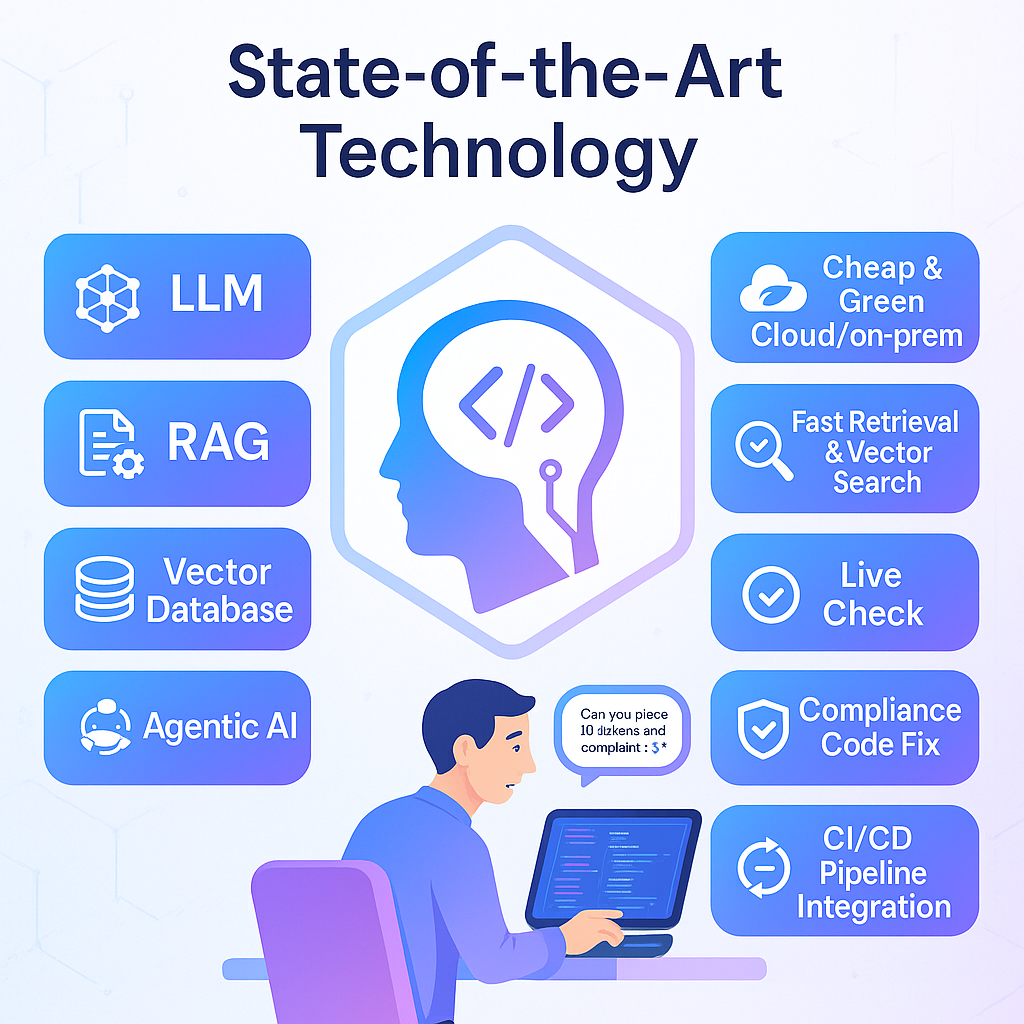 State-of-the-Art
Technology
LLM
RAG
Vector
Database
Agentic AI
Cheap &
Green
Cloud/on-prem
Fast Retrieval
& Vector
Search
Live
Check
Compliance
Code Fix
CI/CD
Pipeline
Integration
Can you piece
10 dizkens and
complaint : $*